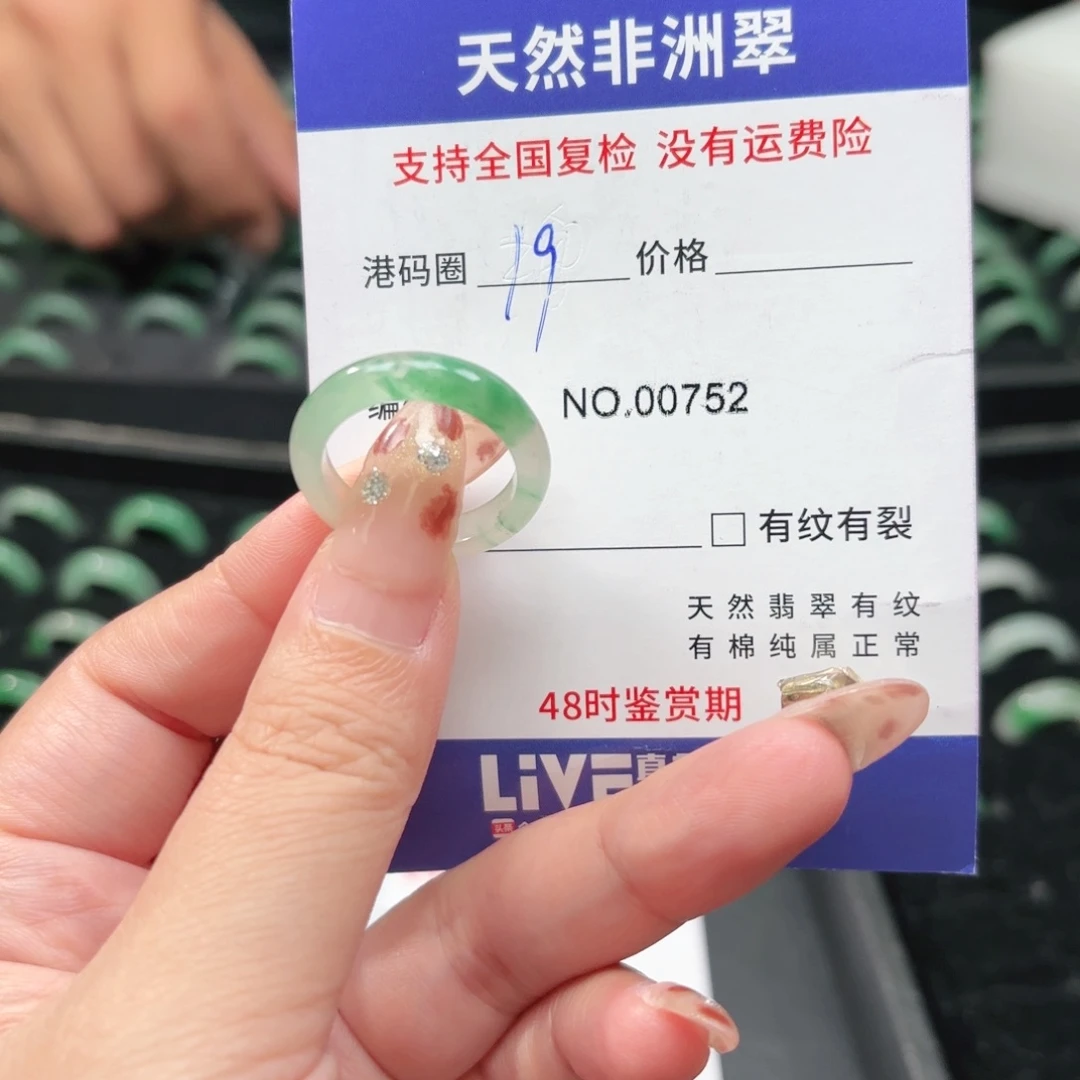 天然非洲翠
支持全国复检 没有运费险
港码圈 19 价格
编 NO.00752
有纹有裂
天然翡翠有纹
有棉纯属正常
48时鉴赏期
LiVE